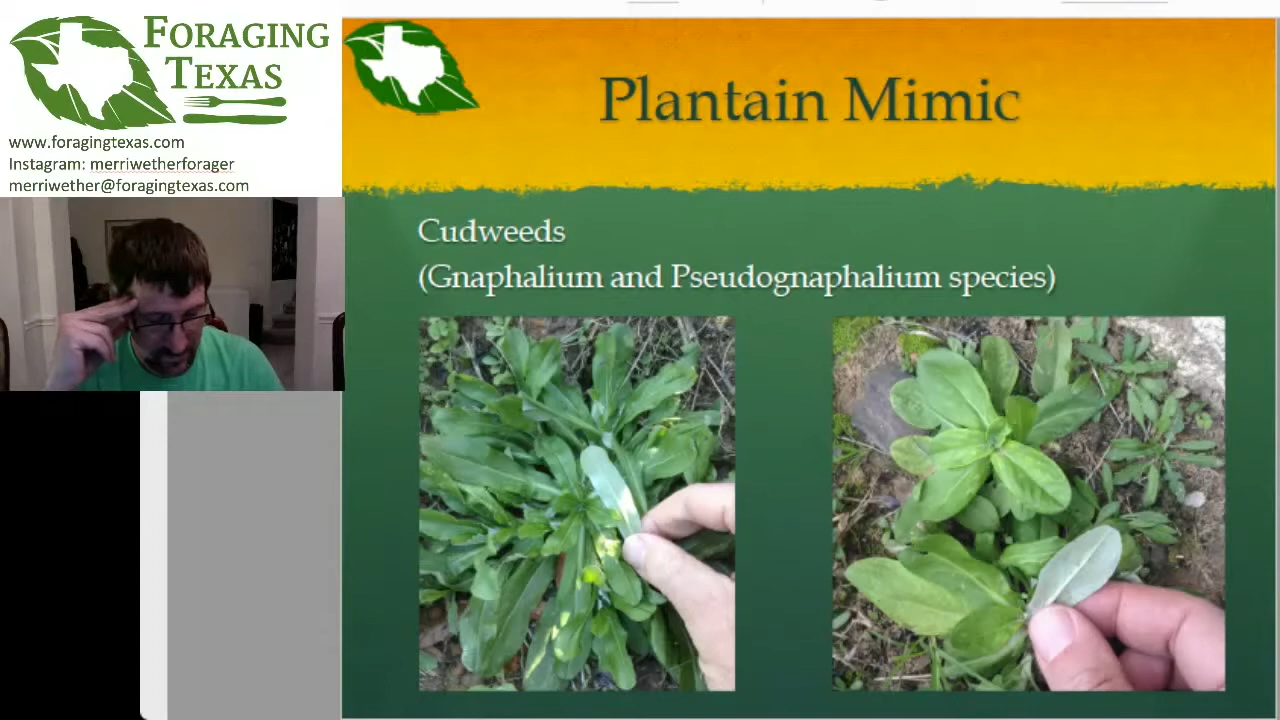 FORAGING
TEXAS
www.foragingtexas.com
Instagram: merriwetherforager
merriwether@foragingtexas.com
Plantain Mimic
Cudweeds
(Gnaphalium and Pseudognaphalium species)